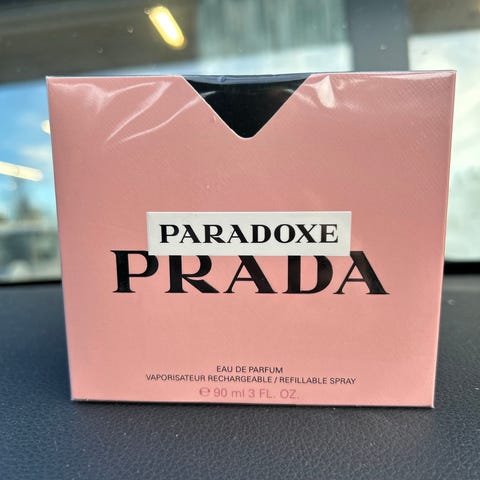 PARADOXE
PRADA
EAU DE PARFUM
VAPORISATEUR RECHARGEABLE / REFILLABLE SPRAY
℮ 90 ml 3 FL. OZ.